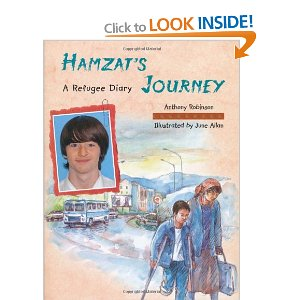 Click to LOOK INSIDE!
HAMZAT'S
JOURNEY
A Refugee Diary
Anthony Robinson
Illustrated by June Allan